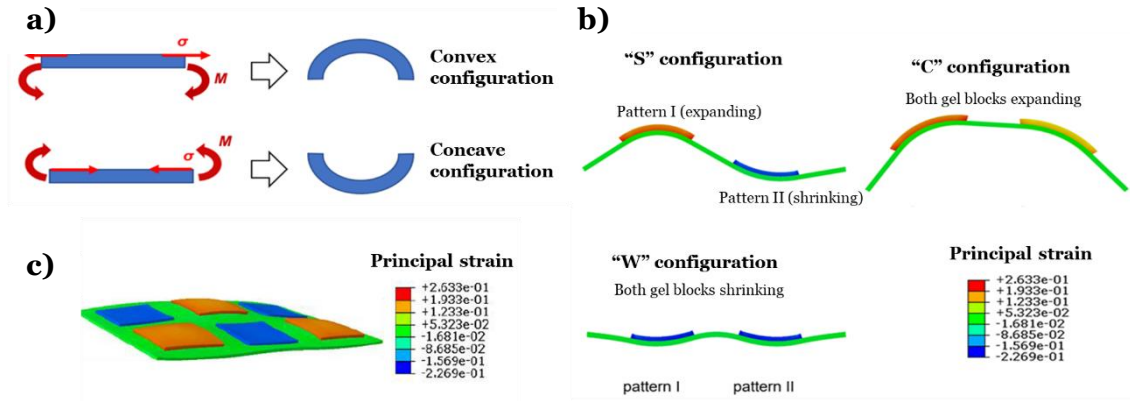 a)
σ
M
Convex
configuration
M
σ
Concave
configuration
b)
“S” configuration
Pattern I (expanding)
Pattern II (shrinking)
“C” configuration
Both gel blocks expanding
“W” configuration
Both gel blocks shrinking
pattern I
pattern II
Principal strain
+2.633e-01
+1.933e-01
+1.233e-01
+5.323e-02
-1.681e-02
-8.685e-02
-1.569e-01
-2.269e-01
c)
Principal strain
+2.633e-01
+1.933e-01
+1.233e-01
+5.323e-02
-1.681e-02
-8.685e-02
-1.569e-01
-2.269e-01